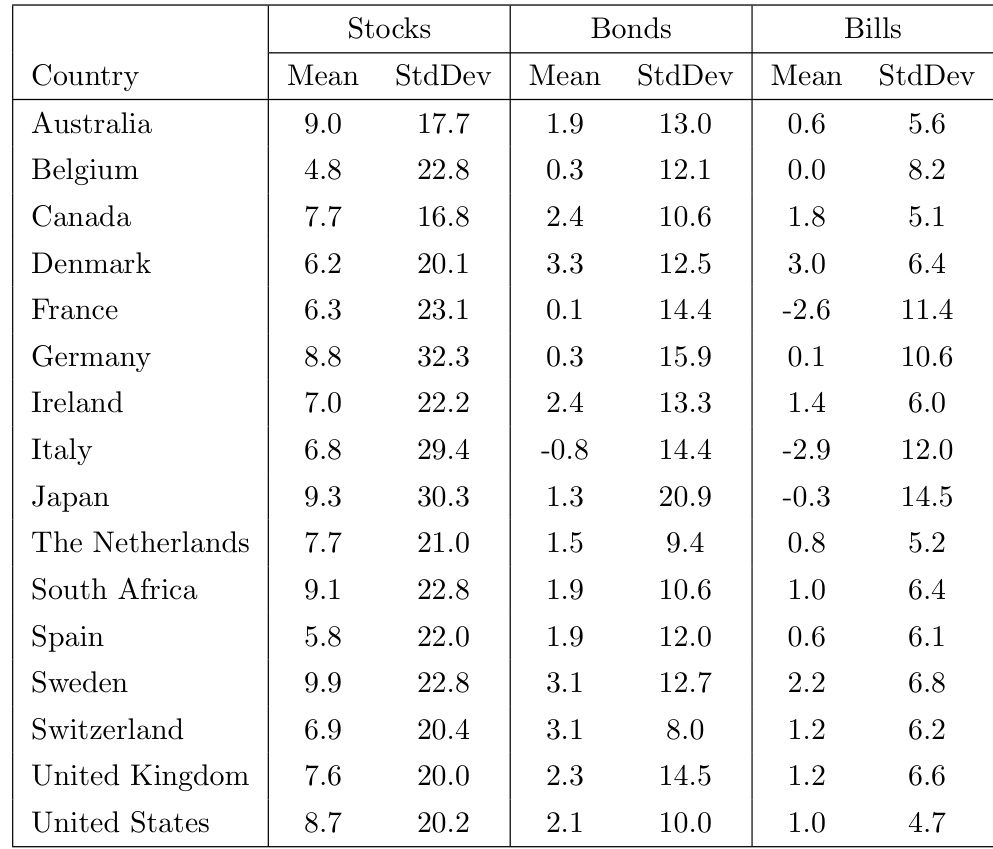 Stocks Bonds Bills
Country Mean StdDev Mean StdDev Mean StdDev
Australia 9.0 17.7 1.9 13.0 0.6 5.6
Belgium 4.8 22.8 0.3 12.1 0.0 8.2
Canada 7.7 16.8 2.4 10.6 1.8 5.1
Denmark 6.2 20.1 3.3 12.5 3.0 6.4
France 6.3 23.1 0.1 14.4 -2.6 11.4
Germany 8.8 32.3 0.3 15.9 0.1 10.6
Ireland 7.0 22.2 2.4 13.3 1.4 6.0
Italy 6.8 29.4 -0.8 14.4 -2.9 12.0
Japan 9.3 30.3 1.3 20.9 -0.3 14.5
The Netherlands 7.7 21.0 1.5 9.4 0.8 5.2
South Africa 9.1 22.8 1.9 10.6 1.0 6.4
Spain 5.8 22.0 1.9 12.0 0.6 6.1
Sweden 9.9 22.8 3.1 12.7 2.2 6.8
Switzerland 6.9 20.4 3.1 8.0 1.2 6.2
United Kingdom 7.6 20.0 2.3 14.5 1.2 6.6
United States 8.7 20.2 2.1 10.0 1.0 4.7